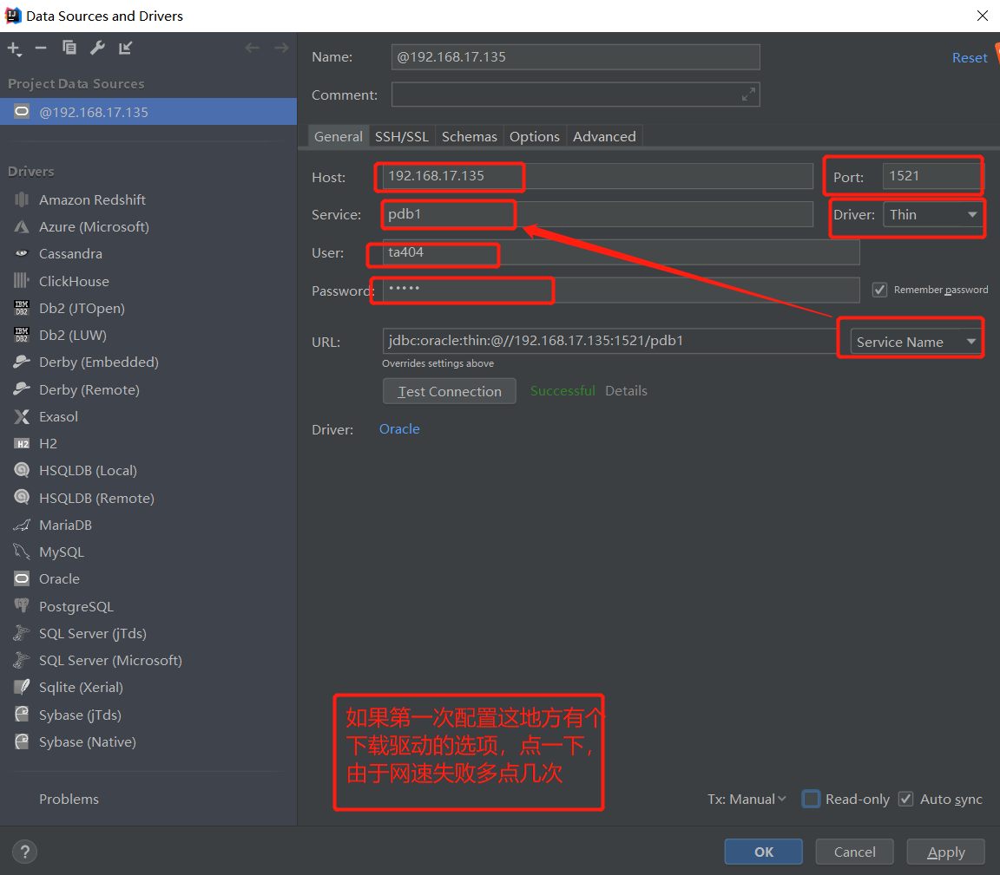 Data Sources and Drivers
Project Data Sources
@192.168.17.135
Drivers
Amazon Redshift
Azure (Microsoft)
Cassandra
ClickHouse
IBM DB2
Db2 (JTOpen)
IBM DB2
Db2 (LUW)
Derby (Embedded)
Derby (Remote)
Exasol
H2
H2
HSQLDB (Local)
HSQLDB (Remote)
MariaDB
MySQL
Oracle
PostgreSQL
SQL Server (jTds)
SQL Server (Microsoft)
Sqlite (Xerial)
Sybase (jTds)
Sybase (Native)
Problems
Name: @192.168.17.135
Reset
Comment:
General SSH/SSL Schemas Options Advanced
Host: 192.168.17.135 Port: 1521
Service: pdb1 Driver: Thin
User: ta404
Password: ••••• Remember password
URL: jdbc:oracle:thin:@//192.168.17.135:1521/pdb1 Service Name
Overrides settings above
Test Connection Successful Details
Driver: Oracle
如果第一次配置这地方有个
下载驱动的选项，点一下，
由于网速失败多点几次
Tx: Manual Read-only Auto sync
? OK Cancel Apply